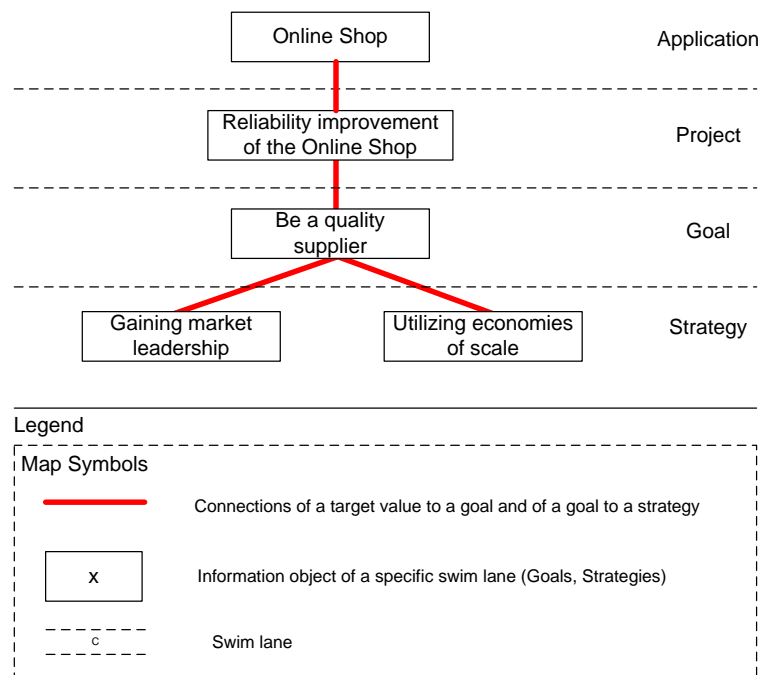 Online Shop
Application
Reliability improvement
of the Online Shop
Project
Be a quality
supplier
Goal
Gaining market
leadership
Utilizing economies
of scale
Strategy
Legend
Map Symbols
Connections of a target value to a goal and of a goal to a strategy
x
Information object of a specific swim lane (Goals, Strategies)
C
Swim lane